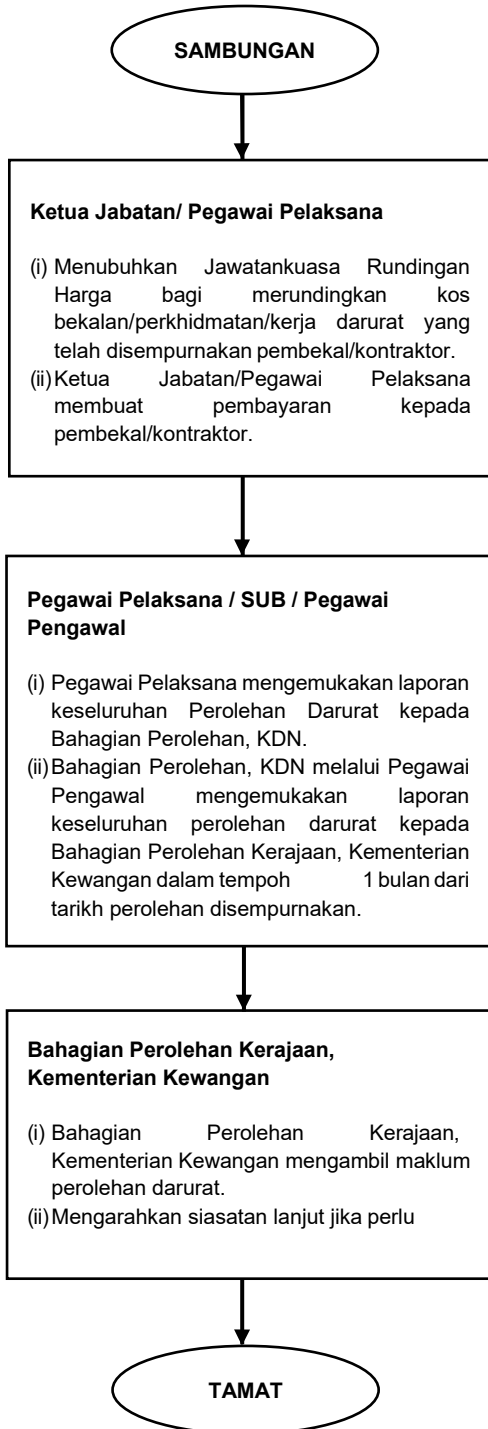 SAMBUNGAN
Ketua Jabatan/ Pegawai Pelaksana
(i) Menubuhkan Jawatankuasa Rundingan
Harga bagi merundingkan kos
bekalan/perkhidmatan/kerja darurat yang
telah disempurnakan pembekal/kontraktor.
(ii) Ketua Jabatan/Pegawai Pelaksana
membuat pembayaran kepada
pembekal/kontraktor.
Pegawai Pelaksana / SUB / Pegawai
Pengawal
(i) Pegawai Pelaksana mengemukakan laporan
keseluruhan Perolehan Darurat kepada
Bahagian Perolehan, KDN.
(ii) Bahagian Perolehan, KDN melalui Pegawai
Pengawal mengemukakan laporan
keseluruhan perolehan darurat kepada
Bahagian Perolehan Kerajaan, Kementerian
Kewangan dalam tempoh 1 bulan dari
tarikh perolehan disempurnakan.
Bahagian Perolehan Kerajaan,
Kementerian Kewangan
(i) Bahagian Perolehan Kerajaan,
Kementerian Kewangan mengambil maklum
perolehan darurat.
(ii) Mengarahkan siasatan lanjut jika perlu
TAMAT